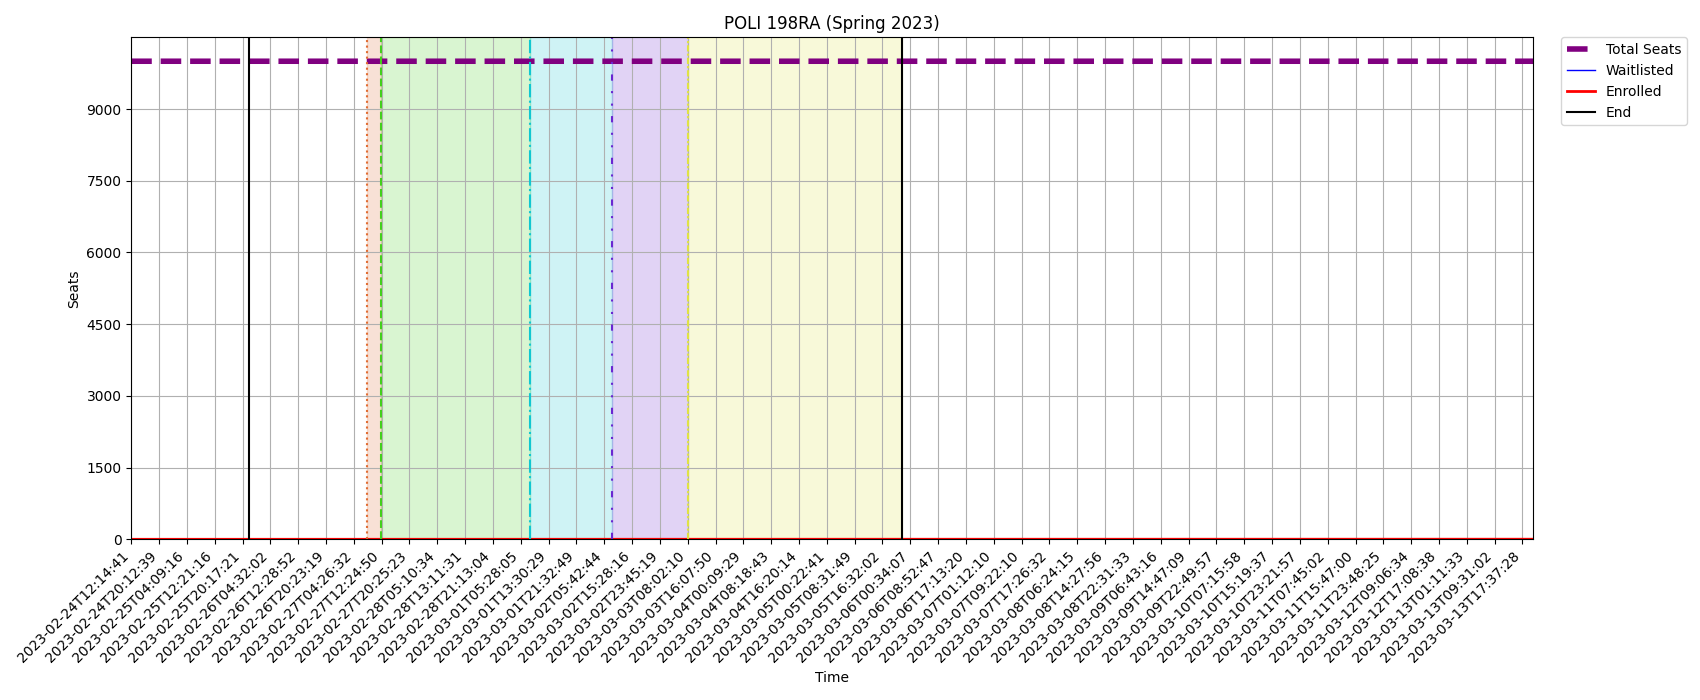 POLI 198RA (Spring 2023)
Total Seats
Waitlisted
Enrolled
End
9000
7500
6000
4500
3000
1500
0
Seats
2023-02-24T12:14:41
2023-02-24T20:12:39
2023-02-25T04:09:16
2023-02-25T12:21:16
2023-02-25T20:17:21
2023-02-26T04:32:02
2023-02-26T12:28:52
2023-02-26T20:23:19
2023-02-27T04:26:32
2023-02-27T12:24:50
2023-02-27T20:25:23
2023-02-28T05:10:34
2023-02-28T13:11:31
2023-02-28T21:13:04
2023-03-01T05:28:05
2023-03-01T13:30:29
2023-03-01T21:32:49
2023-03-02T05:42:44
2023-03-02T15:28:16
2023-03-02T23:45:19
2023-03-03T08:02:10
2023-03-03T16:07:50
2023-03-04T00:09:29
2023-03-04T08:18:43
2023-03-04T16:20:14
2023-03-05T00:22:41
2023-03-05T08:31:49
2023-03-05T16:32:02
2023-03-06T00:34:07
2023-03-06T08:52:47
2023-03-06T17:13:20
2023-03-07T01:12:10
2023-03-07T09:22:10
2023-03-07T17:26:32
2023-03-08T06:24:15
2023-03-08T14:27:56
2023-03-08T22:31:33
2023-03-09T06:43:16
2023-03-09T14:47:09
2023-03-09T22:49:57
2023-03-10T07:15:58
2023-03-10T15:19:37
2023-03-10T23:21:57
2023-03-11T07:45:02
2023-03-11T15:47:00
2023-03-11T23:48:25
2023-03-12T09:06:34
2023-03-12T17:08:38
2023-03-13T01:11:33
2023-03-13T09:31:02
2023-03-13T17:37:28
Time